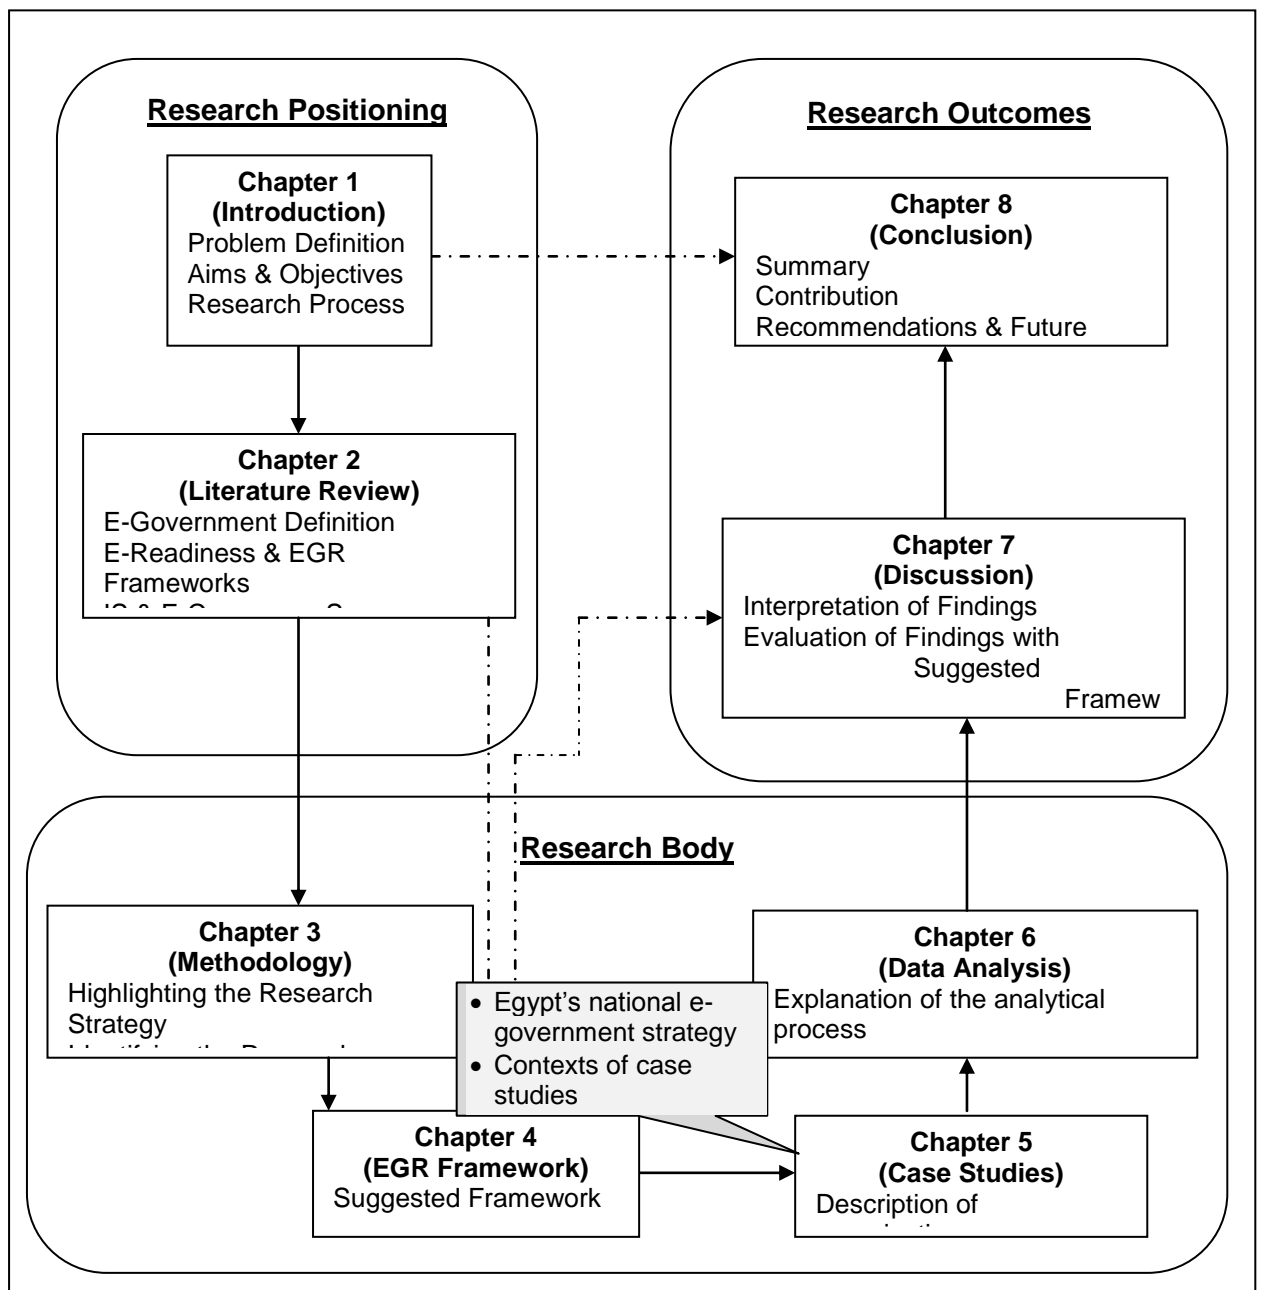 Research Positioning
Chapter 1
(Introduction)
Problem Definition
Aims & Objectives
Research Process
Chapter 2
(Literature Review)
E-Government Definition
E-Readiness & EGR
Frameworks
Research Outcomes
Chapter 8
(Conclusion)
Summary
Contribution
Recommendations & Future
Chapter 7
(Discussion)
Interpretation of Findings
Evaluation of Findings with
Suggested
Framew
Research Body
Chapter 3
(Methodology)
Highlighting the Research
Strategy
• Egypt’s national e-
government strategy
• Contexts of case
studies
Chapter 6
(Data Analysis)
Explanation of the analytical
process
Chapter 4
(EGR Framework)
Suggested Framework
Chapter 5
(Case Studies)
Description of